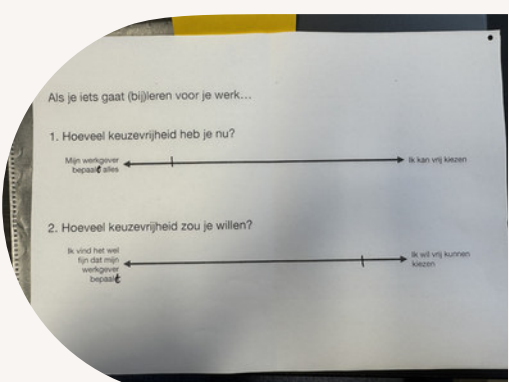 Als je iets gaat (bij)leren voor je werk...
1. Hoeveel keuzevrijheid heb je nu?
Mijn werkgever
bepaalt alles
Ik kan vrij kiezen
2. Hoeveel keuzevrijheid zou je willen?
Ik vind het wel
fijn dat mijn
werkgever
bepaalt
Ik wil vrij kunnen
kiezen